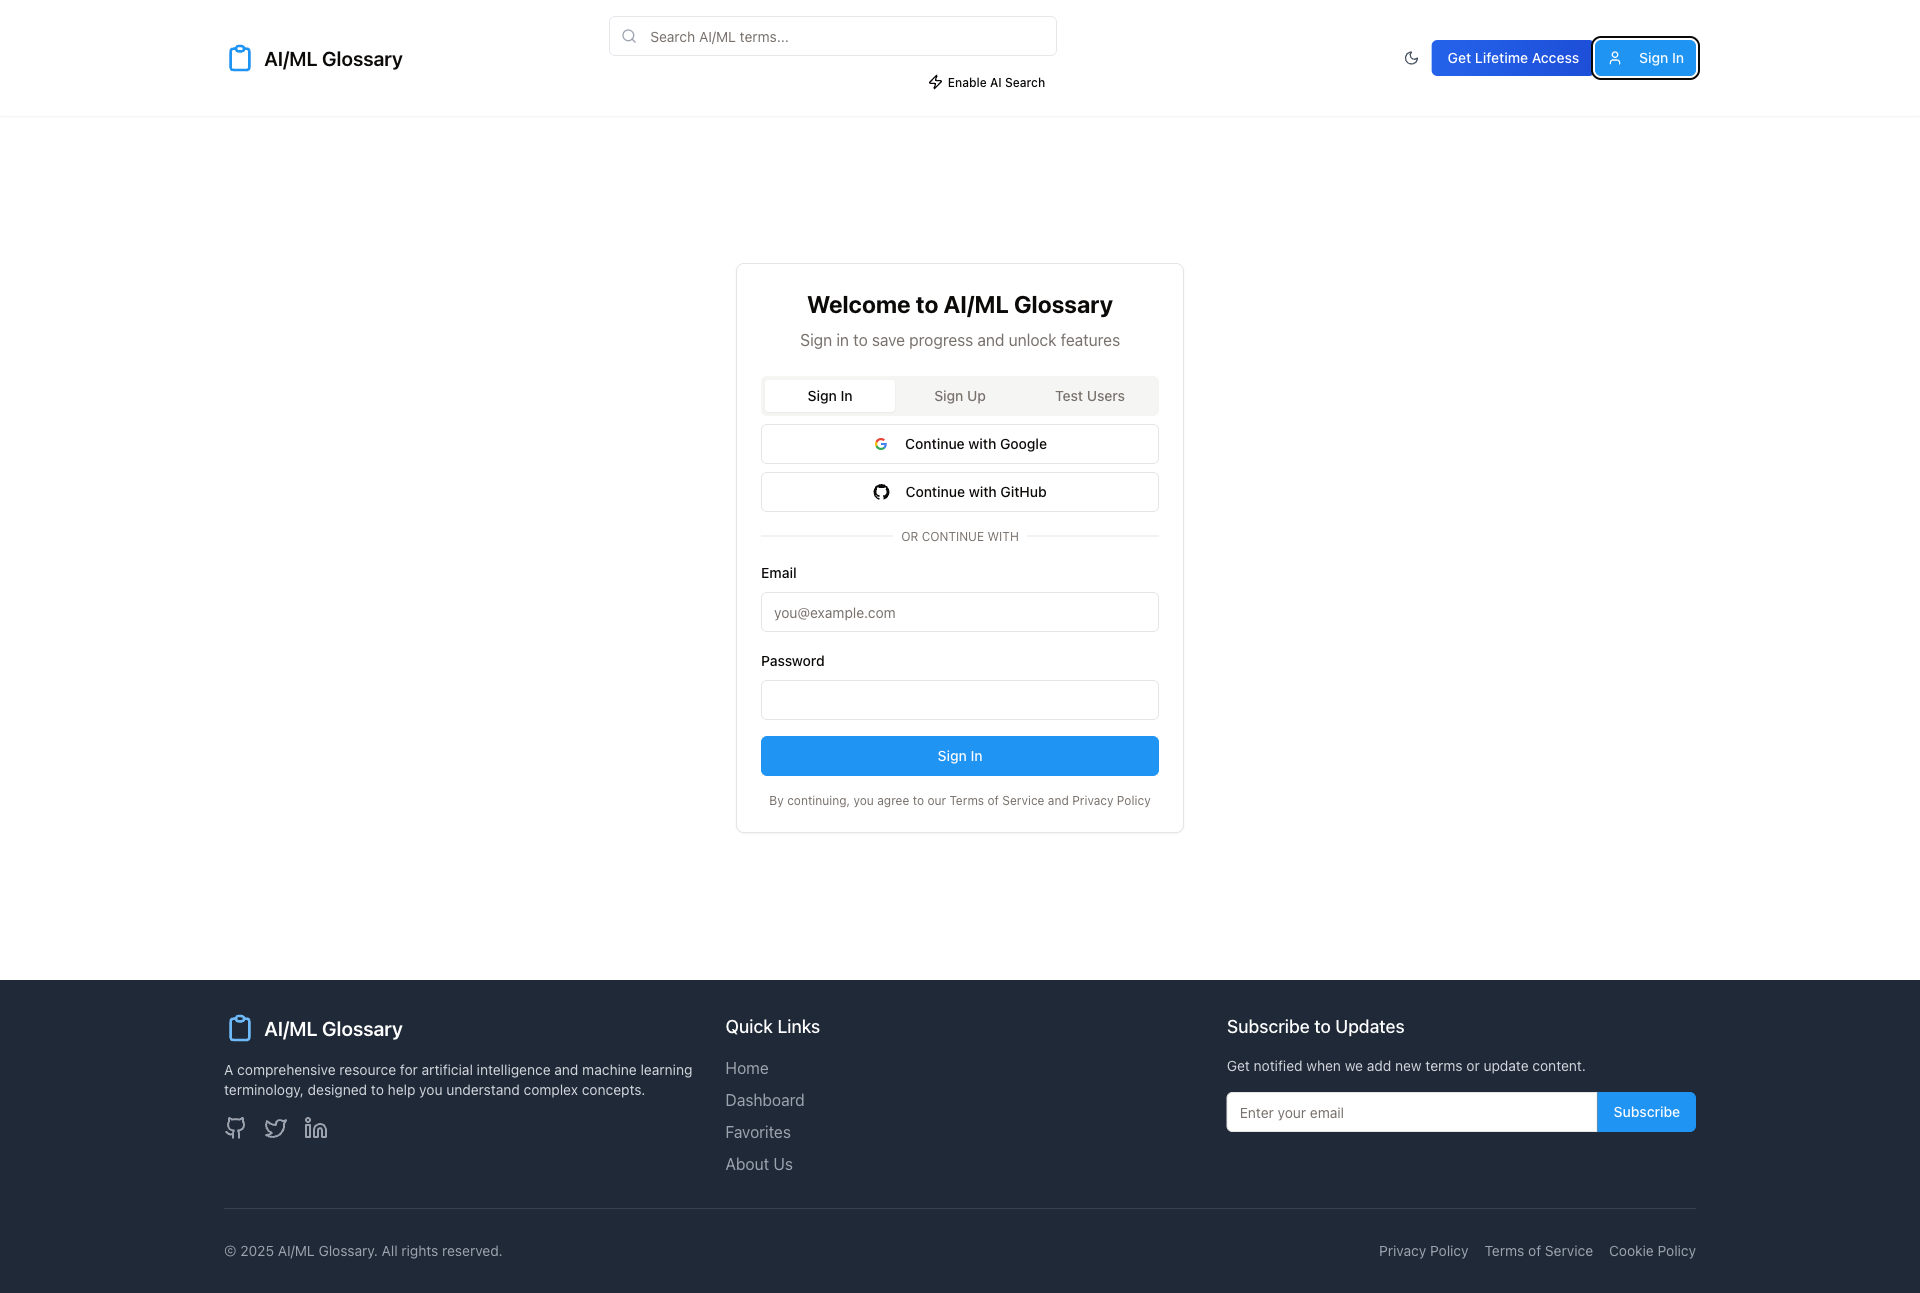 AI/ML Glossary
Search AI/ML terms...
Enable AI Search
Get Lifetime Access
Sign In
Welcome to AI/ML Glossary
Sign in to save progress and unlock features
Sign In
Sign Up
Test Users
Continue with Google
Continue with GitHub
OR CONTINUE WITH
Email
you@example.com
Password
Sign In
By continuing, you agree to our Terms of Service and Privacy Policy
AI/ML Glossary
A comprehensive resource for artificial intelligence and machine learning
terminology, designed to help you understand complex concepts.
Quick Links
Home
Dashboard
Favorites
About Us
Subscribe to Updates
Get notified when we add new terms or update content.
Enter your email
Subscribe
© 2025 AI/ML Glossary. All rights reserved.
Privacy Policy
Terms of Service
Cookie Policy